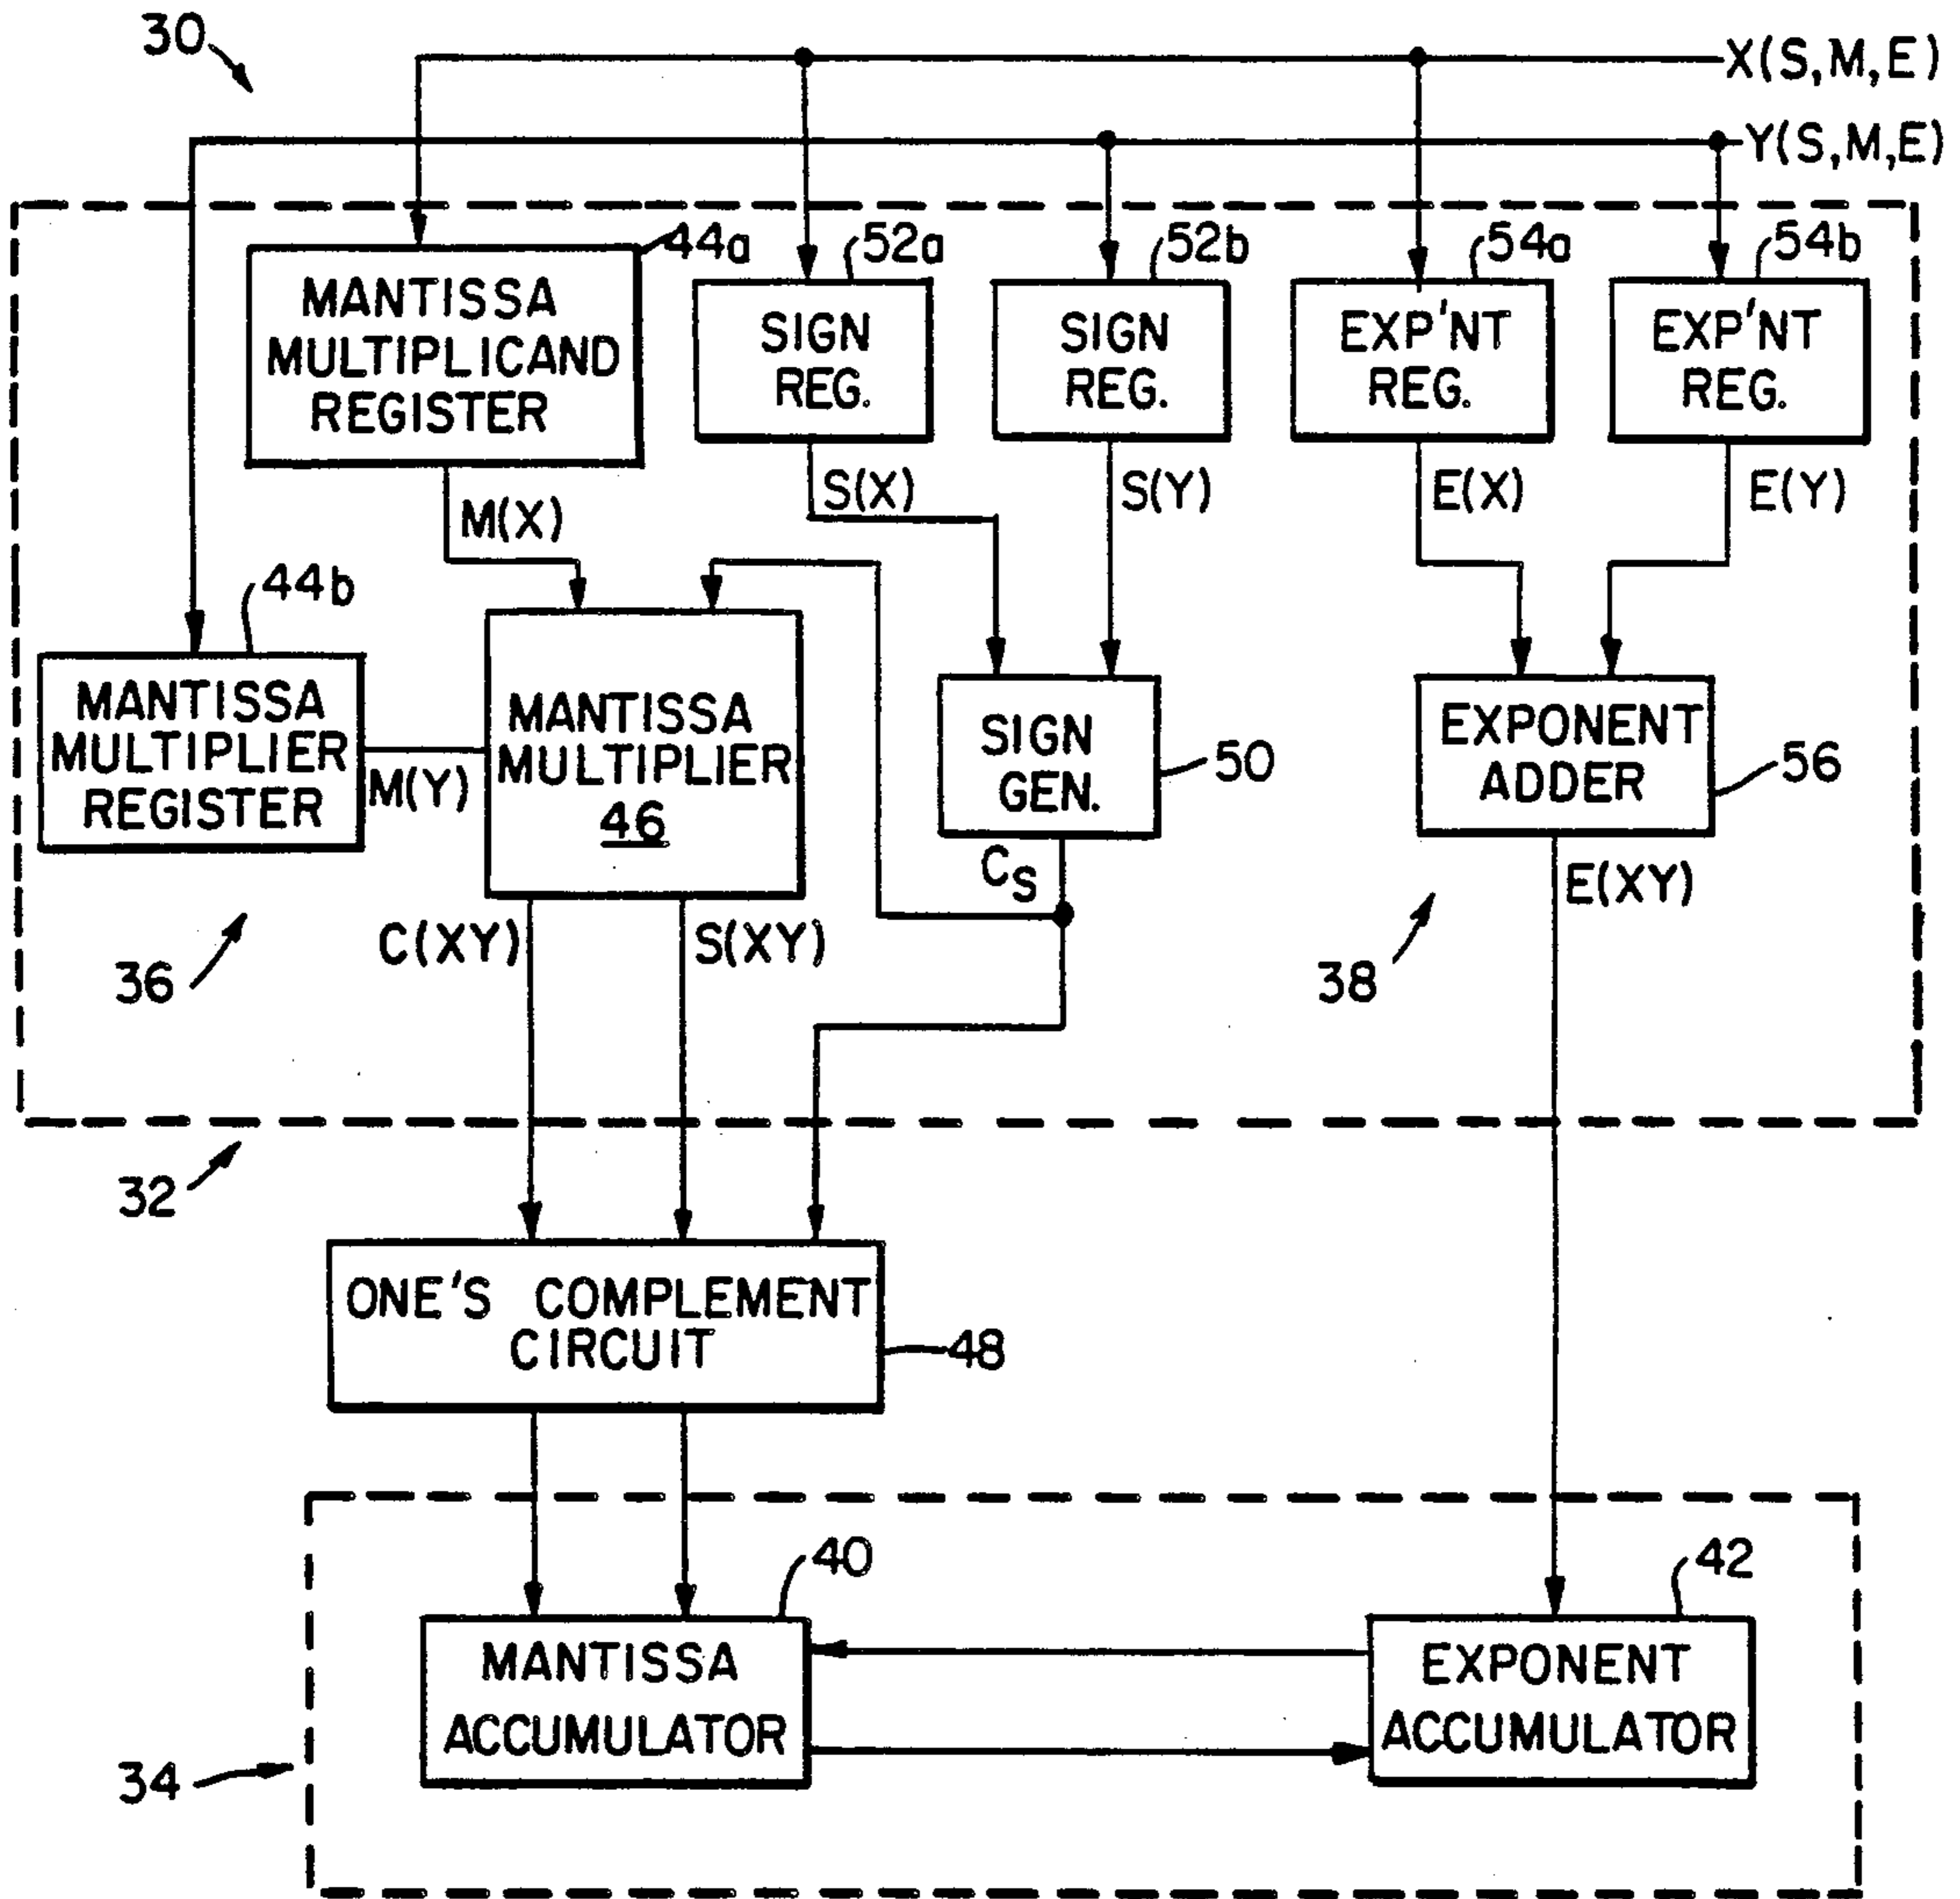 30
X(S,M,E)
Y(S,M,E)
44a
52a
52b
54a
54b
MANTISSA
MULTIPLICAND
REGISTER
SIGN
REG.
SIGN
REG.
EXP'NT
REG.
EXP'NT
REG.
M(X)
S(X)
S(Y)
E(X)
E(Y)
44b
MANTISSA
MULTIPLIER
REGISTER
M(Y)
MANTISSA
MULTIPLIER
46
SIGN
GEN.
50
EXPONENT
ADDER
56
Cs
E(XY)
C(XY)
S(XY)
36
38
32
ONE'S COMPLEMENT
CIRCUIT
48
40
42
MANTISSA
ACCUMULATOR
EXPONENT
ACCUMULATOR
34